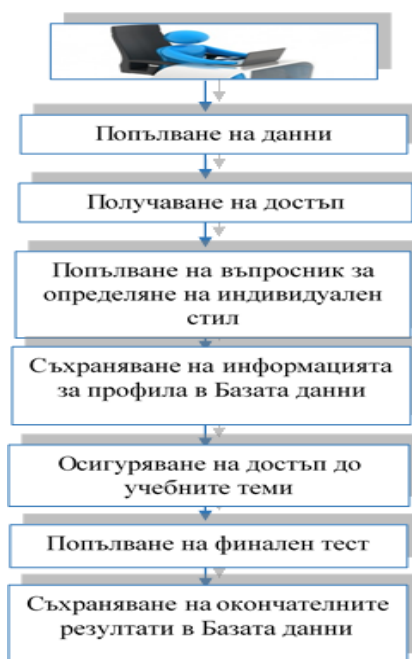 Попълване на данни
Получаване на достъп
Попълване на въпросник за
определяне на индивидуален
стил
Съхраняване на информацията
за профила в Базата данни
Осигуряване на достъп до
учебните теми
Попълване на финален тест
Съхраняване на окончателните
резултати в Базата данни